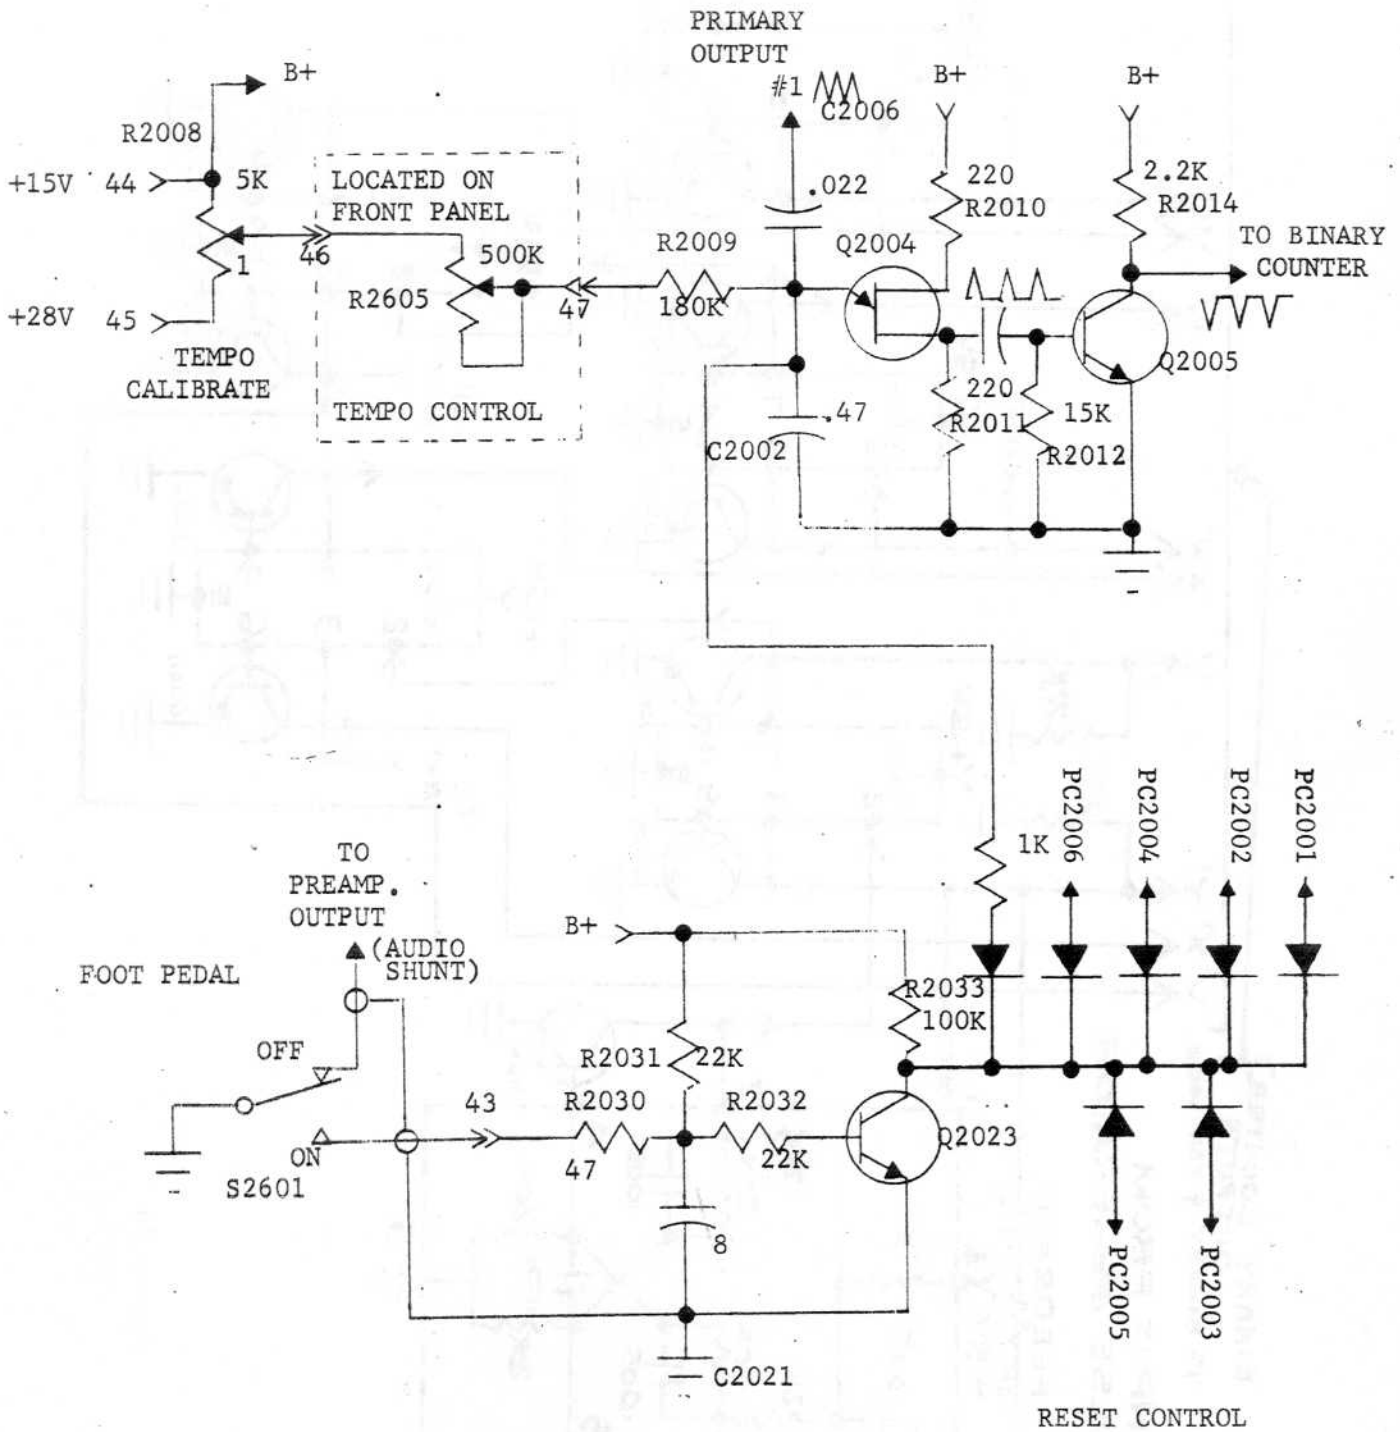 PRIMARY
OUTPUT
#1
C2006
B+
B+
B+
R2008
+15V 44
5K
LOCATED ON
FRONT PANEL
.022
220
R2010
2.2K
R2014
46
1
500K
R2605
R2009
180K
47
Q2004
TO BINARY
COUNTER
+28V 45
TEMPO
CALIBRATE
TEMPO CONTROL
Q2005
220
R2011
15K
R2012
.47
C2002
1K
PC2006
PC2004
PC2002
PC2001
TO
PREAMP.
OUTPUT
(AUDIO
SHUNT)
B+
FOOT PEDAL
R2033
100K
OFF
R2031
22K
43
R2030
47
R2032
22K
Q2023
ON
S2601
8
PC2005
PC2003
C2021
RESET CONTROL